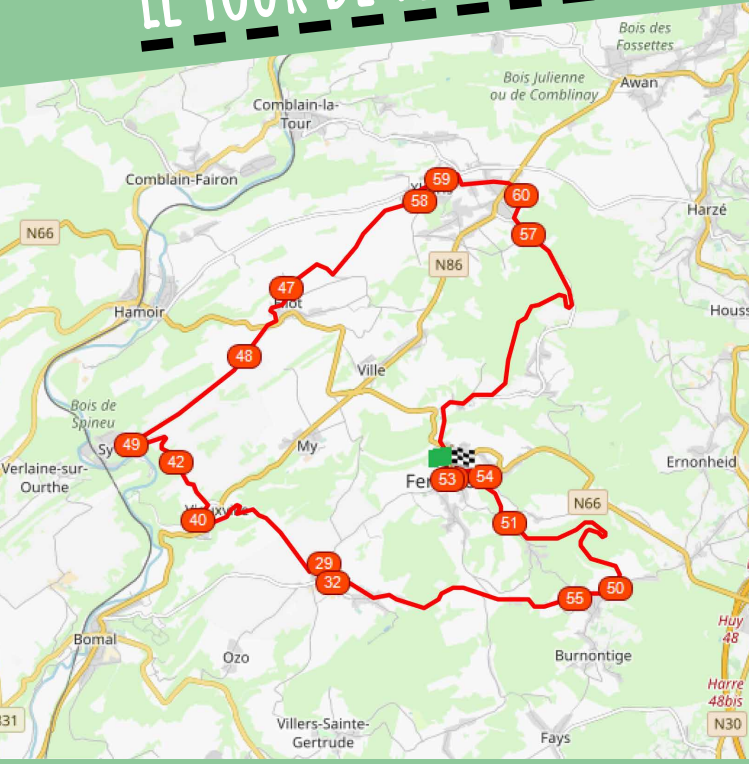 LE TOUR DE
Bois des
Fossettes
Bois Julienne
ou de Comblinay
Awan
Comblain-la-
Tour
Comblain-Fairon
59
58
60
Harzé
N66
57
N86
47
Hamoir
Houss
48
Ville
Bois de
Spineu
49
Sy
My
42
53
54
Ernonheid
Verlaine-sur-
Ourthe
Fer
N66
40
51
29
32
50
55
Huy
48
Bomal
Ozo
Burnontige
Harre
48bis
331
Villers-Sainte-
Gertrude
Fays
N30